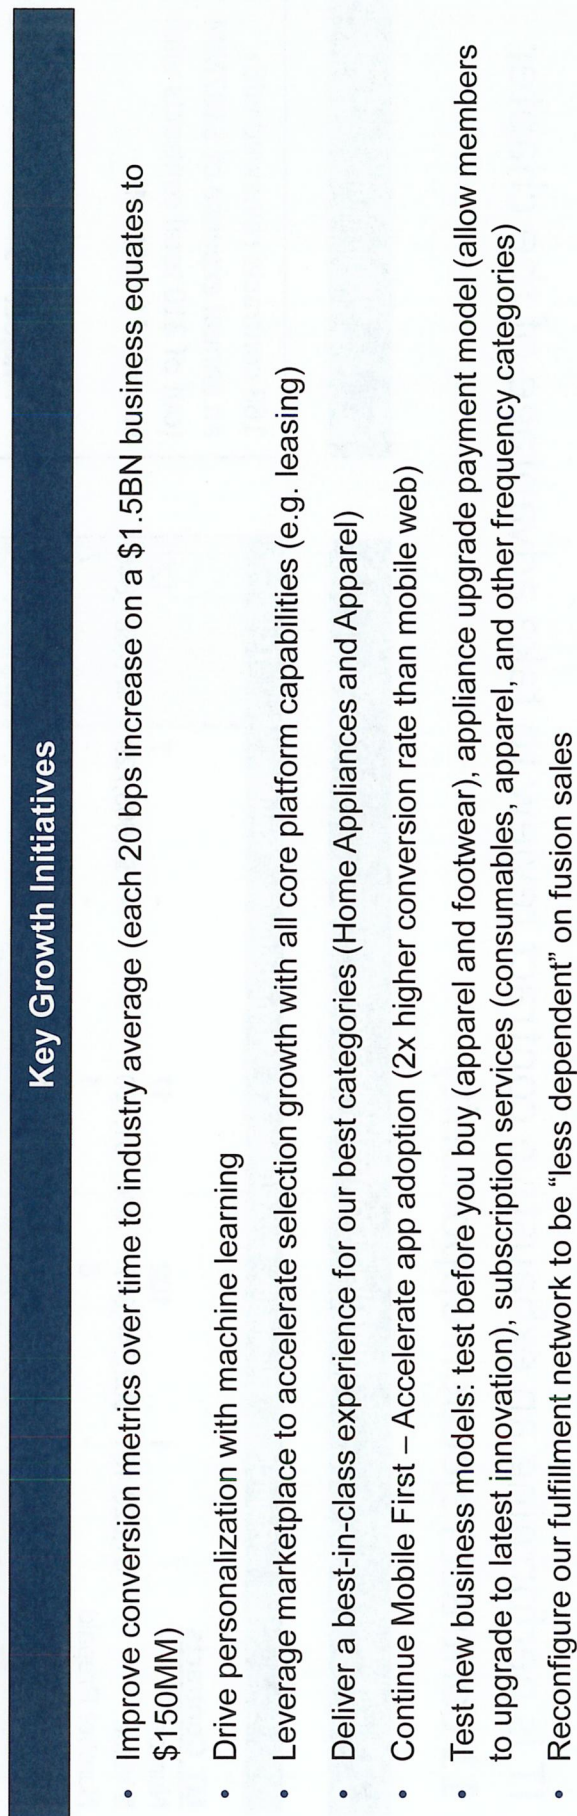 Key Growth Initiatives
• Improve conversion metrics over time to industry average (each 20 bps increase on a $1.5BN business equates to
$150MM)
• Drive personalization with machine learning
• Leverage marketplace to accelerate selection growth with all core platform capabilities (e.g. leasing)
• Deliver a best-in-class experience for our best categories (Home Appliances and Apparel)
• Continue Mobile First – Accelerate app adoption (2x higher conversion rate than mobile web)
• Test new business models: test before you buy (apparel and footwear), appliance upgrade payment model (allow members
to upgrade to latest innovation), subscription services (consumables, apparel, and other frequency categories)
• Reconfigure our fulfillment network to be “less dependent” on fusion sales